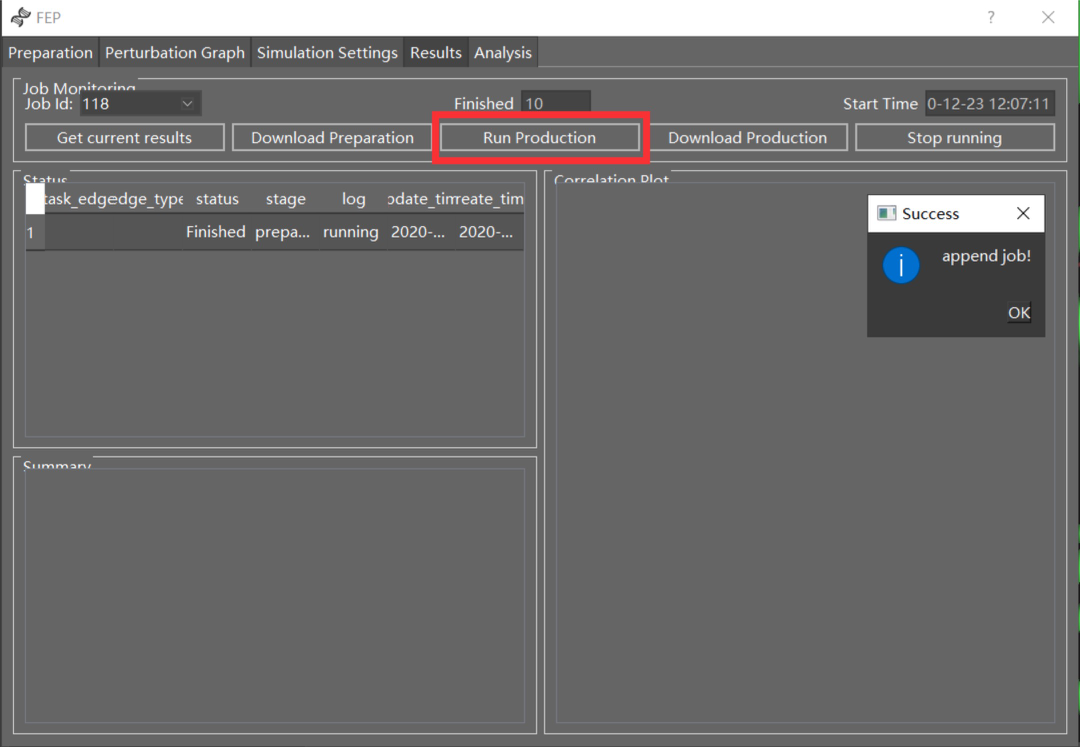 FEP
Preparation Perturbation Graph Simulation Settings Results Analysis
Job Monitoring
Job Id: 118 Finished 10 Start Time 0-12-23 12:07:11
Get current results Download Preparation Run Production Download Production Stop running
Status
task_edge edge_type status stage log pdate_tim reate_tim
1 Finished prepa... running 2020-... 2020-...
Summary
Correlation Plot
Success
append job!
OK